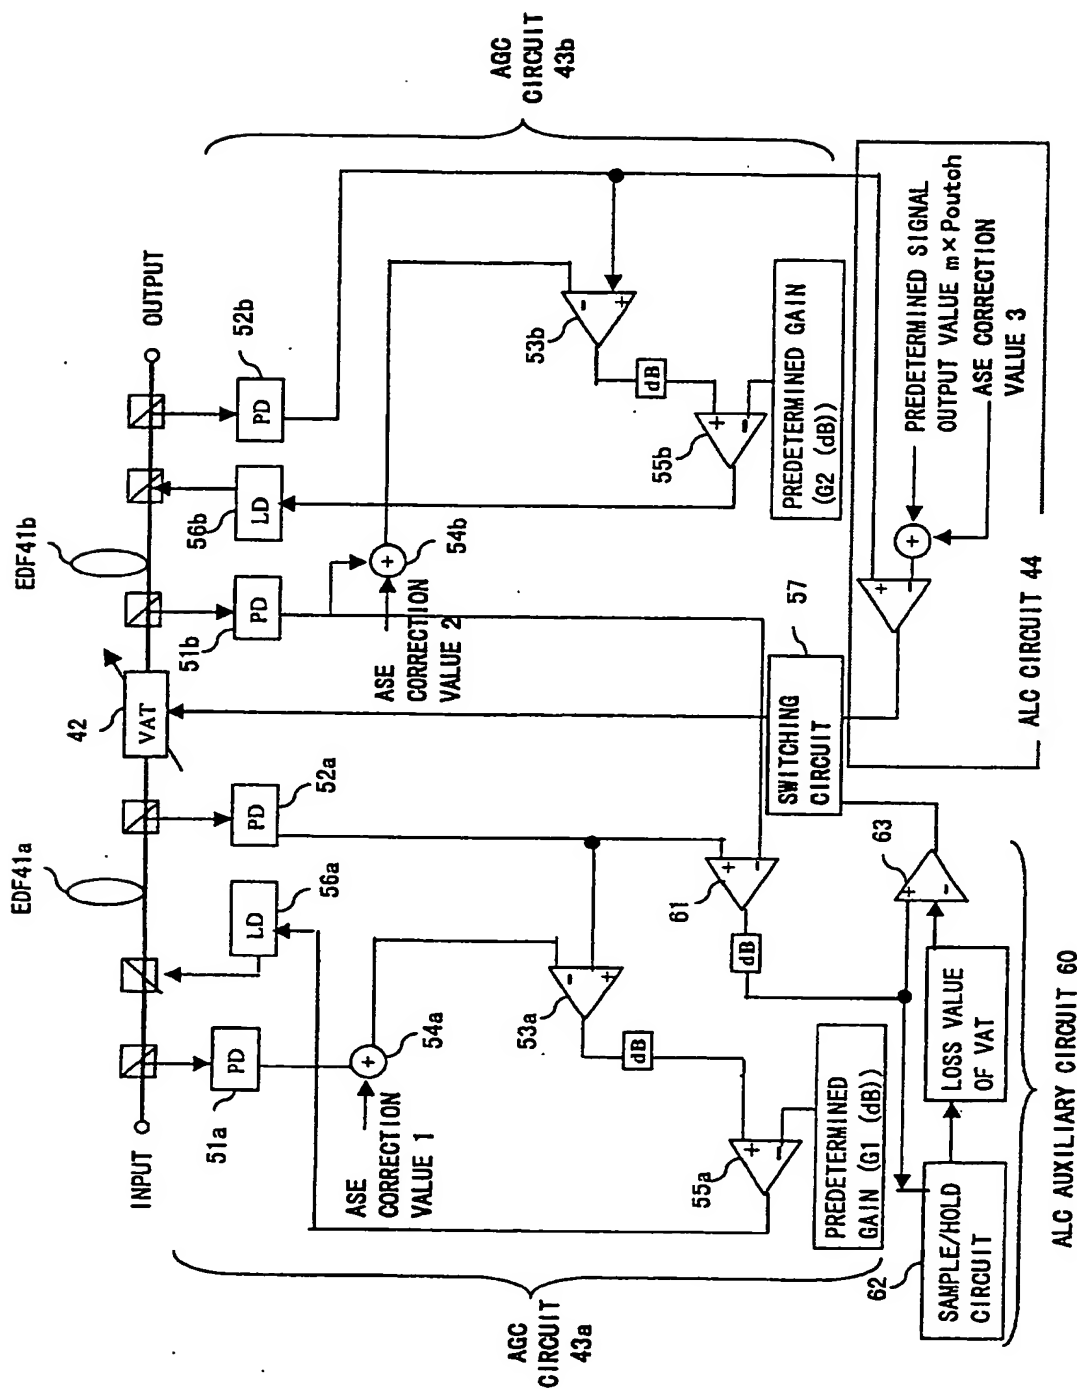 INPUT
EDF41a
42
VAT
EDF41b
OUTPUT
51a
PD
56a
LD
PD
52a
51b
PD
56b
LD
PD
52b
ASE
CORRECTION
VALUE 1
+
54a
ASE
CORRECTION
VALUE 2
+
54b
-
+
53a
dB
-
+
53b
dB
+
-
55a
PREDETERMINED
GAIN (G1 (dB))
+
-
55b
PREDETERMINED GAIN
(G2 (dB))
+
-
61
dB
SWITCHING
CIRCUIT
57
+
-
+
PREDETERMINED SIGNAL
OUTPUT VALUE m×Poutch
ASE CORRECTION
VALUE 3
ALC CIRCUIT 44
62
SAMPLE/HOLD
CIRCUIT
LOSS VALUE
OF VAT
+
-
63
ALC AUXILIARY CIRCUIT 60
AGC
CIRCUIT
43a
AGC
CIRCUIT
43b